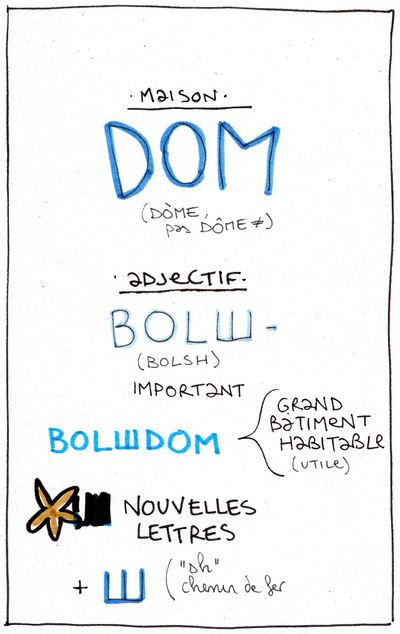 · MAISON ·
DOM
(DÒME,
pas DÔME ≠)
· ADJECTIF ·
BOLШ-
(BOLSH)
IMPORTANT
BOLШDOM
GRAND
BÂTIMENT
HABITABLE
(UTILE)
NOUVELLES
LETTRES
+ Ш
("sh"
chemin de fer